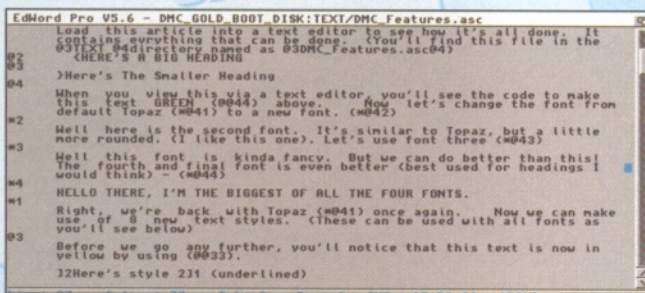 EdWord Pro V5.6 - DMC_GOLD_BOOT_DISK:TEXT/DMC_Features.asc
Load this article into a text editor to see how it's all done. It
contains evrything that can be done. (You'll find this file in the
@3TEXT @4directory named as @3DMC_Features.asc@4)
@2
<HERE'S A BIG HEADING
@3
>Here's The Smaller Heading
@4
When you view this via a text editor, you'll see the code to make
this text GREEN (@@44) above. Now let's change the font from
default Topaz (*@41) to a new font. (*@42)
*2
Well here is the second font. It's similar to Topaz, but a little
more rounded. (I like this one). Let's use font three (*@43)
*3
Well this font is kinda fancy. But we can do better than this!
The fourth and final font is even better (best used for headings I
would think) - (*@44)
*4
HELLO THERE, I'M THE BIGGEST OF ALL THE FOUR FONTS.
*1
Right, we're back with Topaz (*@41) once again. Now we can make
use of 8 new text styles. (These can be used with all fonts as
you'll see below)
@3
Before we go any further, you'll notice that this text is now in
yellow by using (@@33).
]2Here's style 2]1 (underlined)